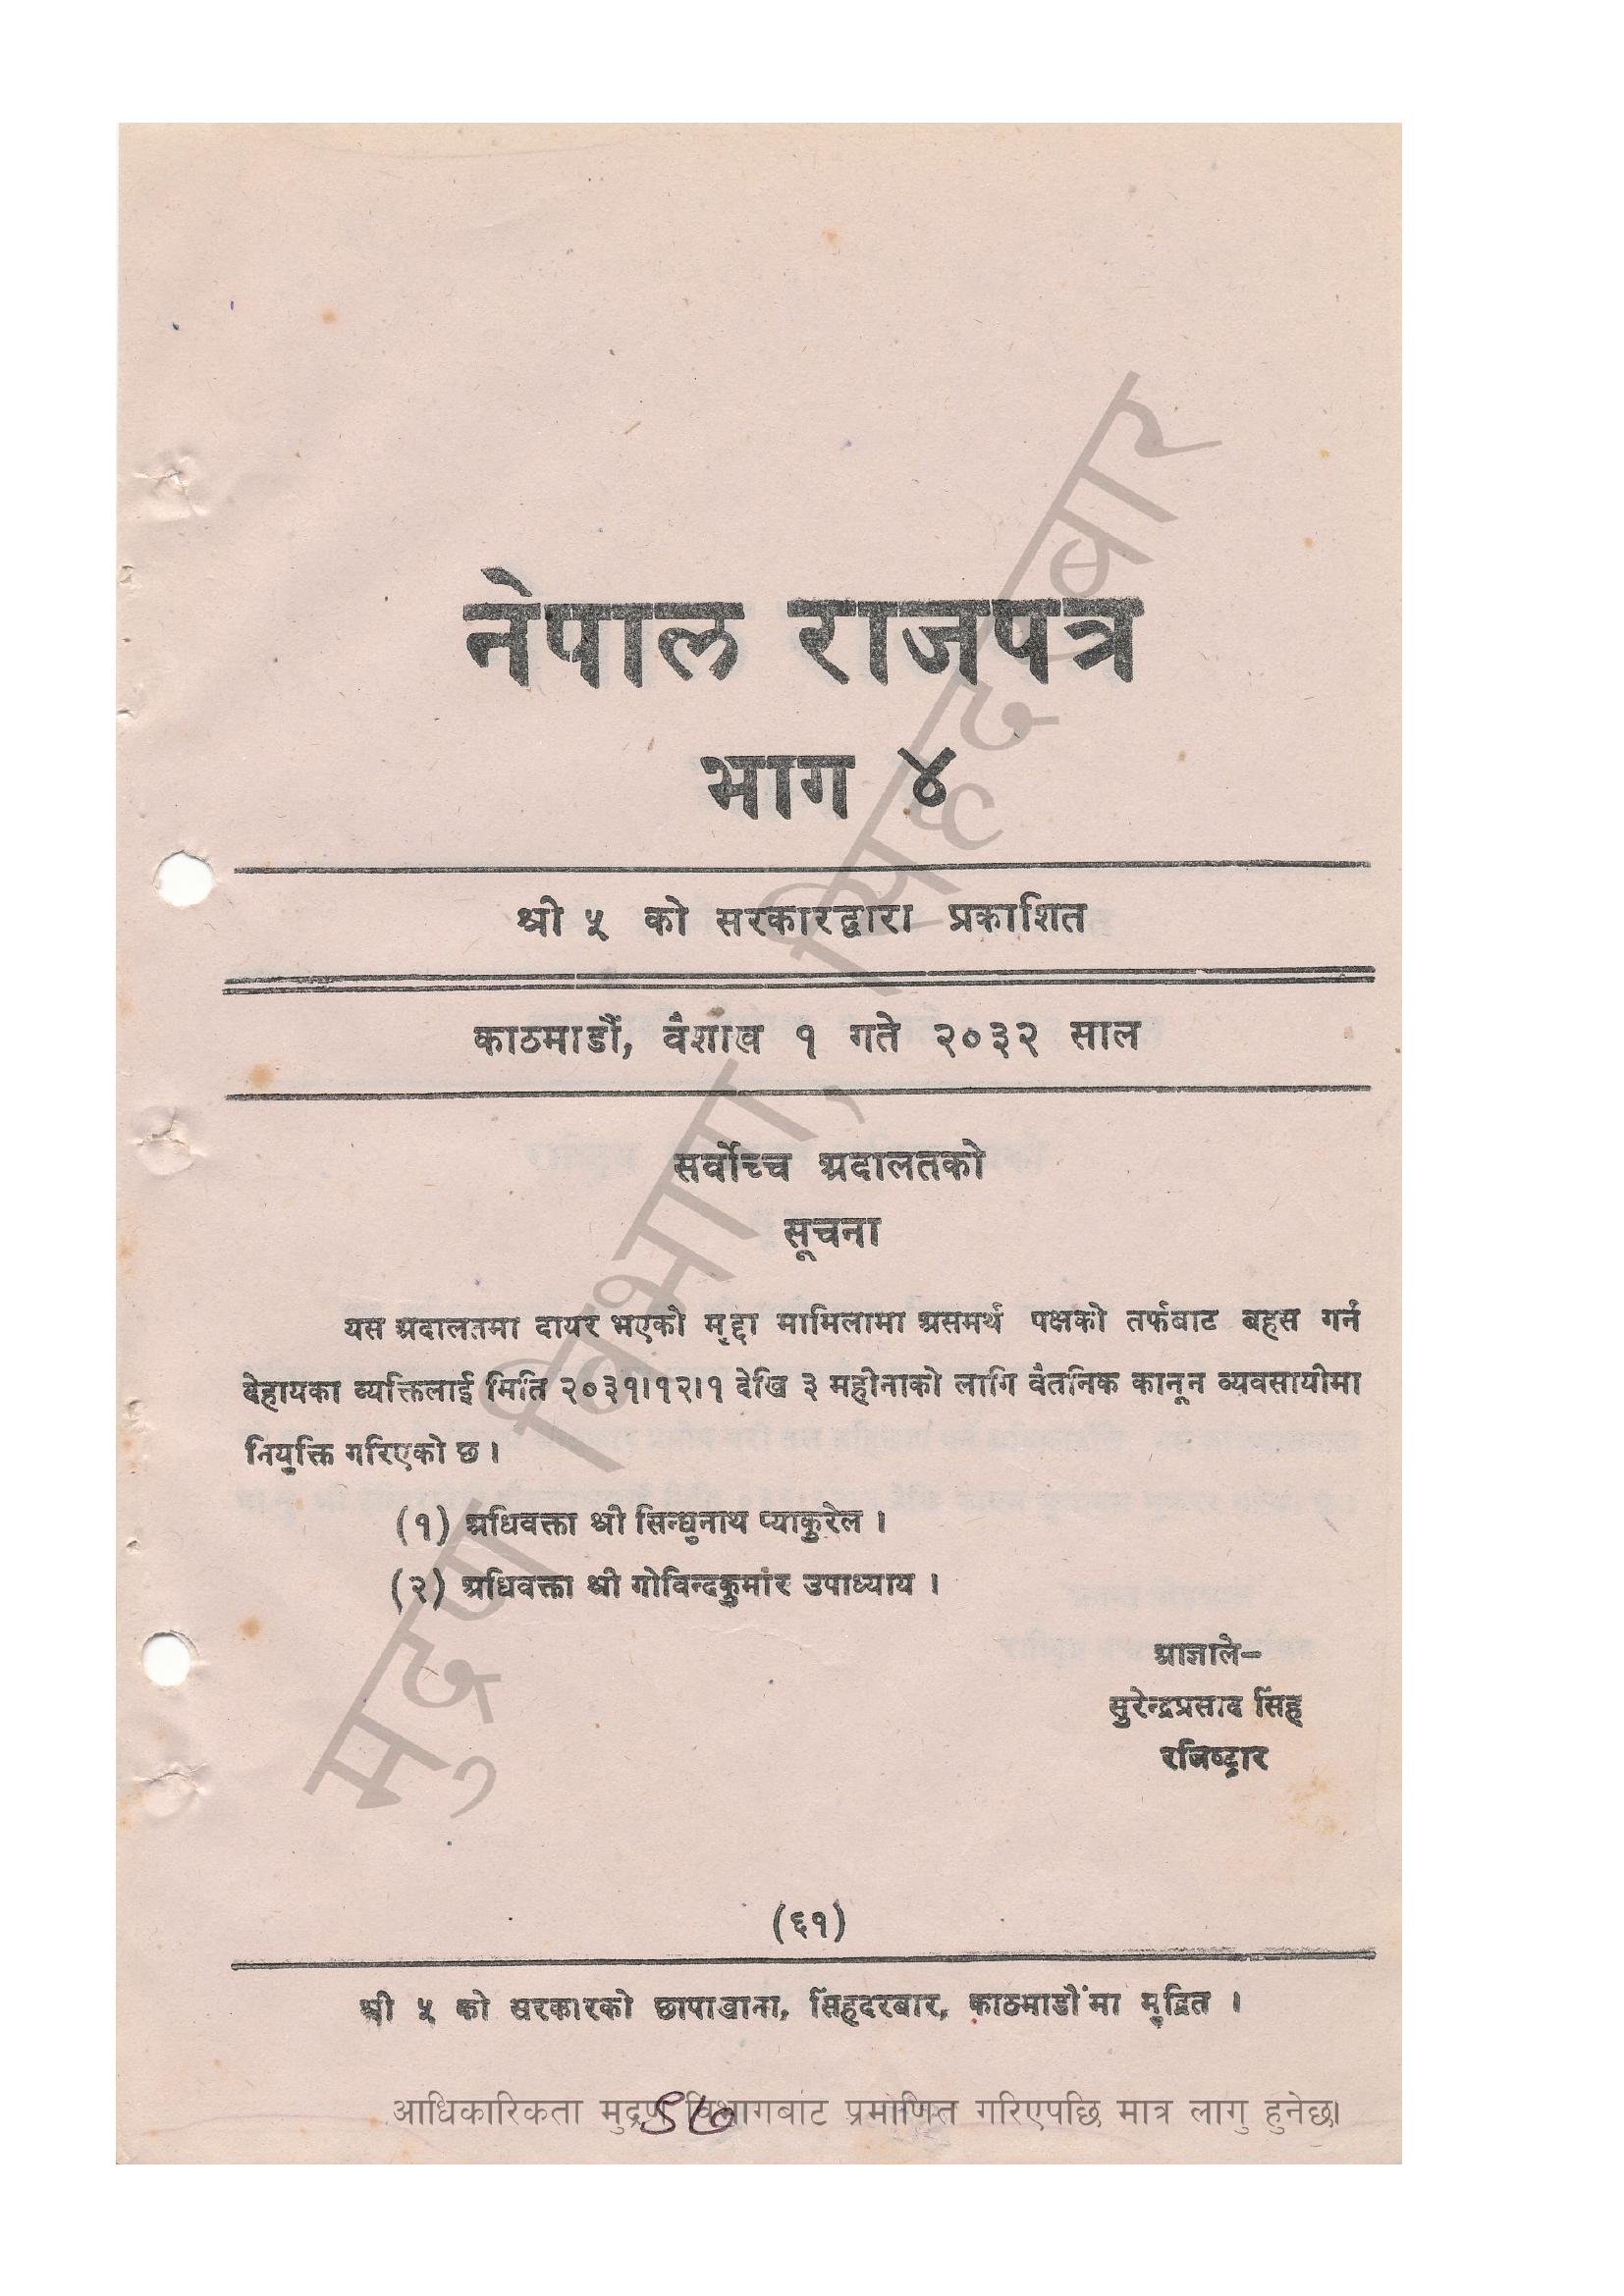 नेपाल राजपत्र
भाग ४
श्री ५ को सरकारद्वारा प्रकाशित
काठमाडौं, वैशाख १ गते २०३२ साल
सर्वोच्च अदालतको
सूचना
यस अदालतमा दायर भएको मुद्दा मामिलामा असमर्थ पक्षको तर्फबाट बहस गर्न
देहायका व्यक्तिलाई मिति २०३१।१२।१ देखि ३ महीनाको लागि वैतनिक कानून व्यवसायीमा
नियुक्ति गरिएको छ ।
(१) अधिवक्ता श्री सिन्धुनाथ प्याकुरेल ।
(२) अधिवक्ता श्री गोविन्दकुमार उपाध्याय ।
आज्ञाले–
सुरेन्द्रप्रसाद सिंह
रजिष्ट्रार
(६१)
श्री ५ को सरकारको छापाखाना, सिंहदरबार, काठमाडौंमा मुद्रित ।
आधिकारिकता मुद्रण विभागबाट प्रमाणित गरिएपछि मात्र लागु हुनेछ।
मुद्रण विभाग, सिंहदरबार